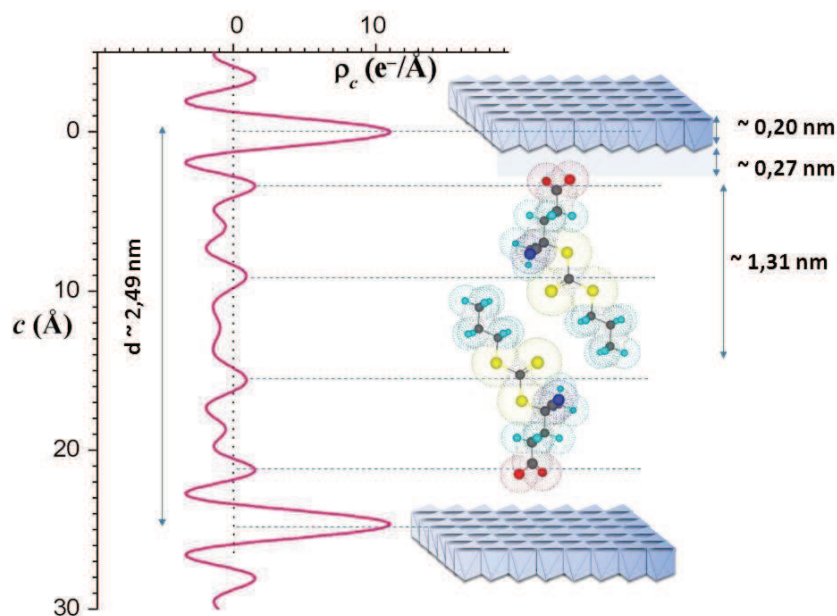 0 10
ρc (e⁻/Å)
0
10
20
30
c (Å)
d ~ 2,49 nm
~ 0,20 nm
~ 0,27 nm
~ 1,31 nm